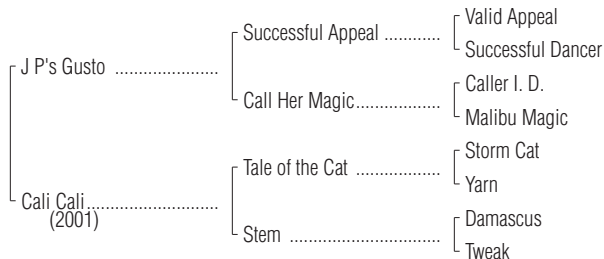 Valid Appeal
Successful Appeal ............
Successful Dancer
J P's Gusto ......................
Caller I. D.
Call Her Magic..................
Malibu Magic
Storm Cat
Tale of the Cat ..................
Yarn
Cali Cali............................
(2001)
Damascus
Stem ................................
Tweak